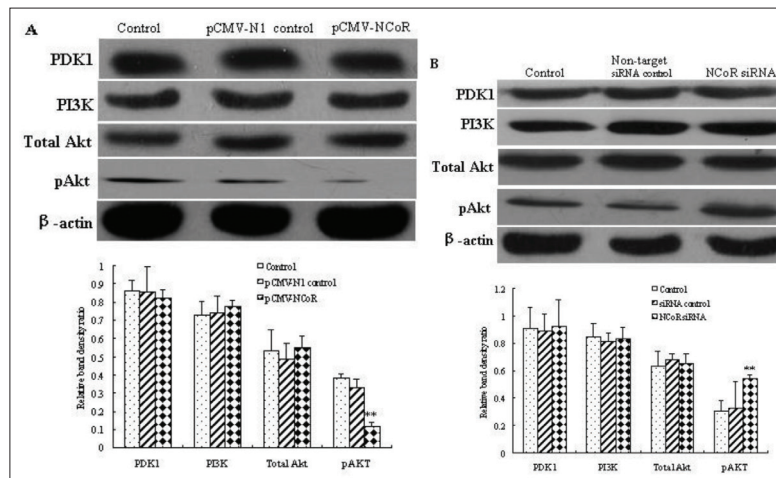 A
Control pCMV-N1 control pCMV-NCoR
PDK1
PI3K
Total Akt
pAkt
β-actin
Control
pCMV-N1 control
pCMV-NCoR
Relative band density ratio
1
0.9
0.8
0.7
0.6
0.5
0.4
0.3
0.2
0.1
0
**
PDK1 PI3K Total Akt pAKT
B
Control Non-target siRNA control NCoR siRNA
PDK1
PI3K
Total Akt
pAkt
β-actin
Control
siRNA control
NCoRsiRNA
Relative band density ratio
1.2
1
0.8
0.6
0.4
0.2
0
**
PDK1 PI3K Total Akt pAKT